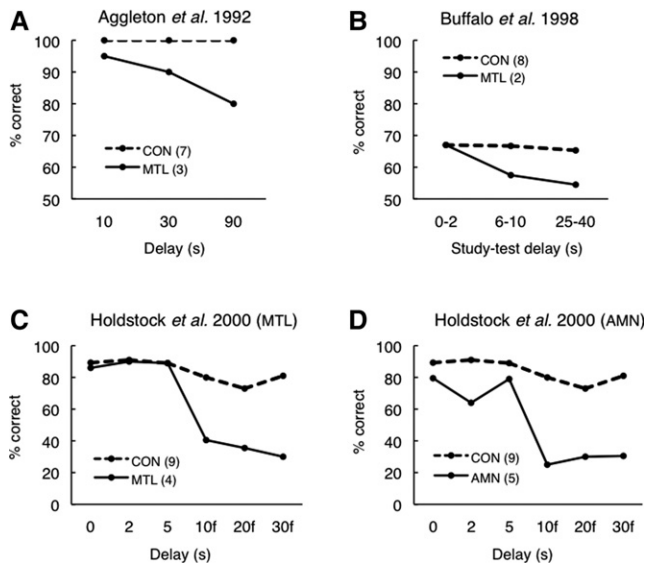 A
Aggleton et al. 1992
100
90
80
70
60
50
% correct
CON (7)
MTL (3)
10 30 90
Delay (s)
B
Buffalo et al. 1998
100
90
80
70
60
50
% correct
CON (8)
MTL (2)
0-2 6-10 25-40
Study-test delay (s)
C
Holdstock et al. 2000 (MTL)
100
80
60
40
20
0
% correct
CON (9)
MTL (4)
0 2 5 10f 20f 30f
Delay (s)
D
Holdstock et al. 2000 (AMN)
100
80
60
40
20
0
% correct
CON (9)
AMN (5)
0 2 5 10f 20f 30f
Delay (s)